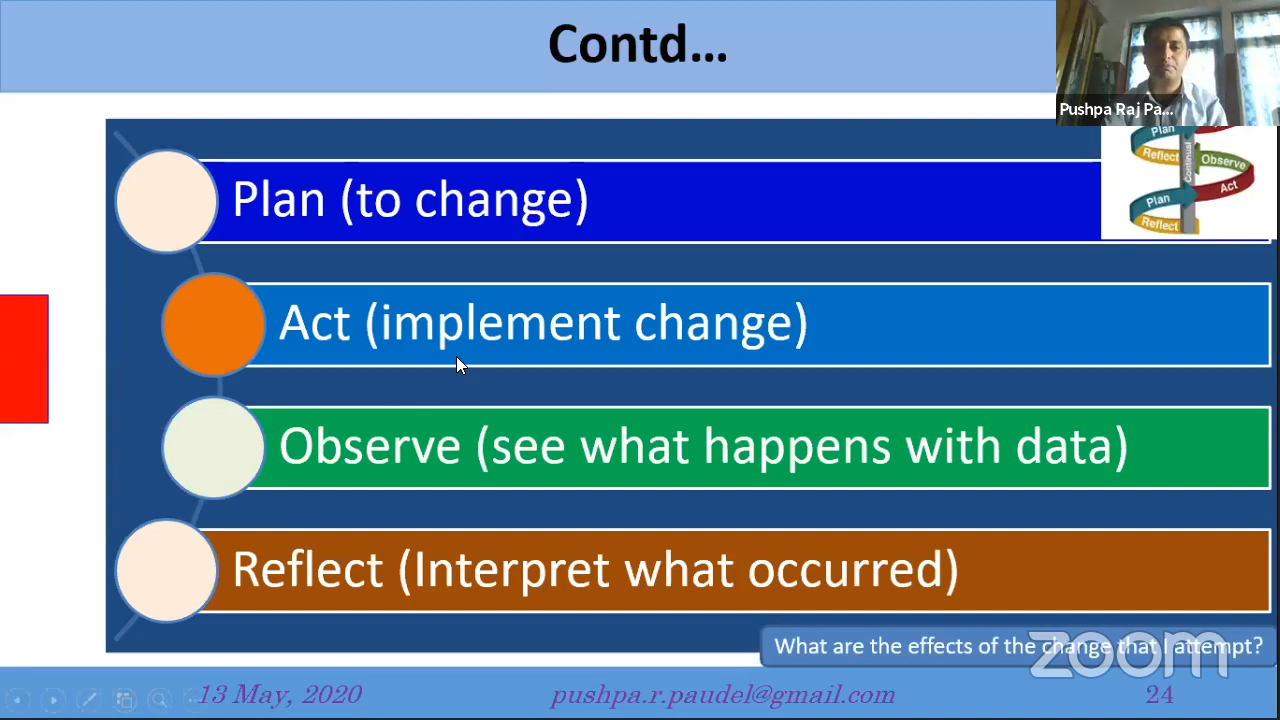 Contd...
Pushpa Raj Pa...
Plan
Reflect
Continual
Observe
Act
Plan
Reflect
Plan (to change)
Act (implement change)
Observe (see what happens with data)
Reflect (Interpret what occurred)
What are the effects of the change that I attempt?
zoom
13 May, 2020
pushpa.r.paudel@gmail.com
24